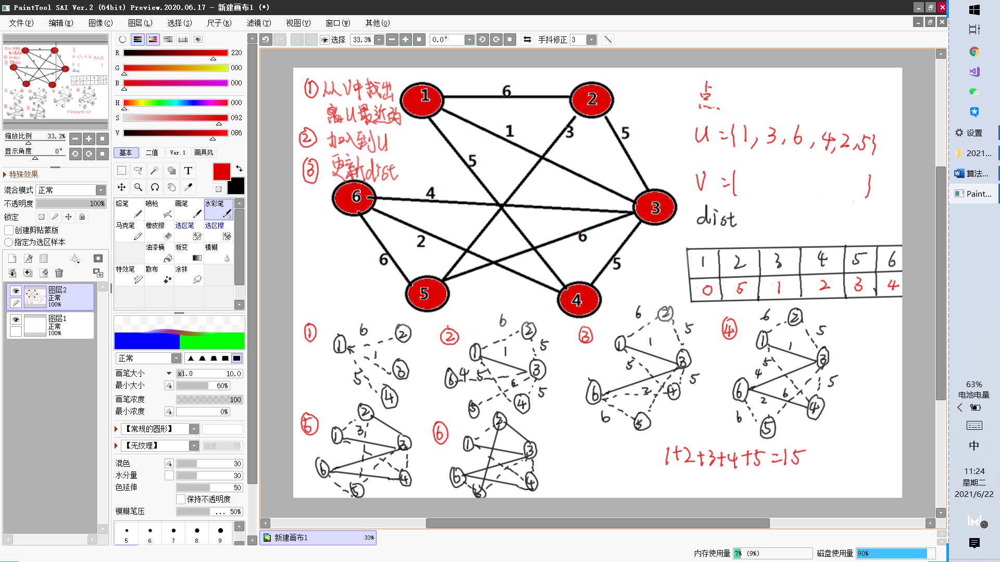 PaintTool SAI Ver.2 (64bit) Preview.2020.06.17 - 新建画布1 (*)
文件(F) 编辑(E) 图像(C) 图层(L) 选择(S) 尺子(R) 滤镜(T) 视图(V) 窗口(W) 其他(O)
选择 33.3% 0.0° 手抖修正 3
缩放比例 33.3%
显示角度 0°
特殊效果
混合模式 正常
不透明度 100%
锁定
创建剪贴蒙版
指定为选区样本
图层2
正常
100%
图层1
正常
100%
R 220
G 000
B 000
H 000
S 092
V 086
基本 二值 Ver.1 画具风
T
铅笔 喷枪 画笔 水彩笔
马克笔 橡皮擦 选区笔 选区擦
油漆桶 渐变 模糊
特效笔 散布 涂抹
正常
画笔大小 x1.0 10.0
最小大小 60%
画笔浓度 100
最小浓度 0%
【常规的圆形】
【无纹理】 强度 95
混色 30
水分量 30
色延伸 50
保持不透明度
模糊笔压 ... 50%
5 6 7 8 9
① 从V中找出
离U最近的
② 加入到U
③ 更新dist
1 6 2
1 3 5
5
6 4 3
2 6
6 5
5 4
点
U={1,3,6,4,2,5}
V={ }
dist
1 2 3 4 5 6
0 5 1 2 3 4
① 1 6 2 1 3 5 4
② 1 6 2 5 1 3 6 4 5 6 5 5 4
③ 1 6 2 5 1 3 5 5 6 2 4 6 5
④ 1 6 2 5 1 3 5 4 5 6 2 6 4 6 5
⑤ 2 1 3 3 6 4 5
⑥ 2 1 3 6 4 5
1+2+3+4+5=15
新建画布1 33%
内存使用量 7% (9%) 磁盘使用量 90%
设置
2021...
算法...
Paint...
63%
电池电量
中
11:24
星期二
2021/6/22
1